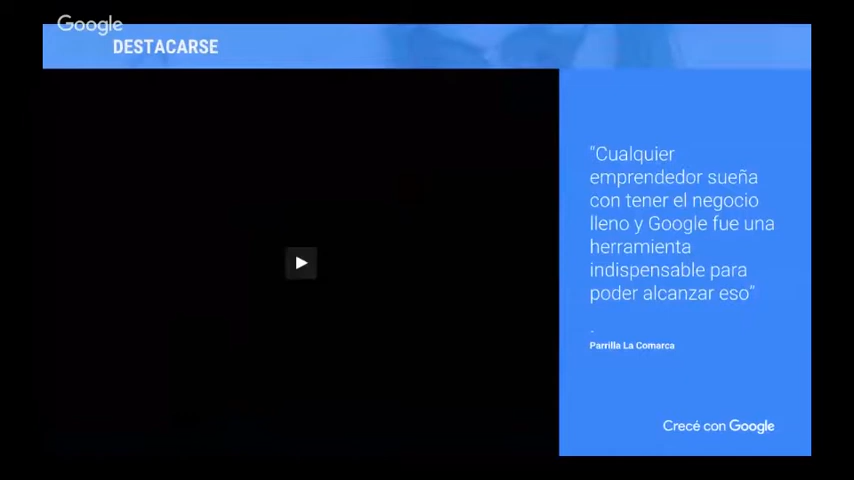 Google
DESTACARSE
“Cualquier
emprendedor sueña
con tener el negocio
lleno y Google fue una
herramienta
indispensable para
poder alcanzar eso”
-
Parrilla La Comarca
Crecé con Google